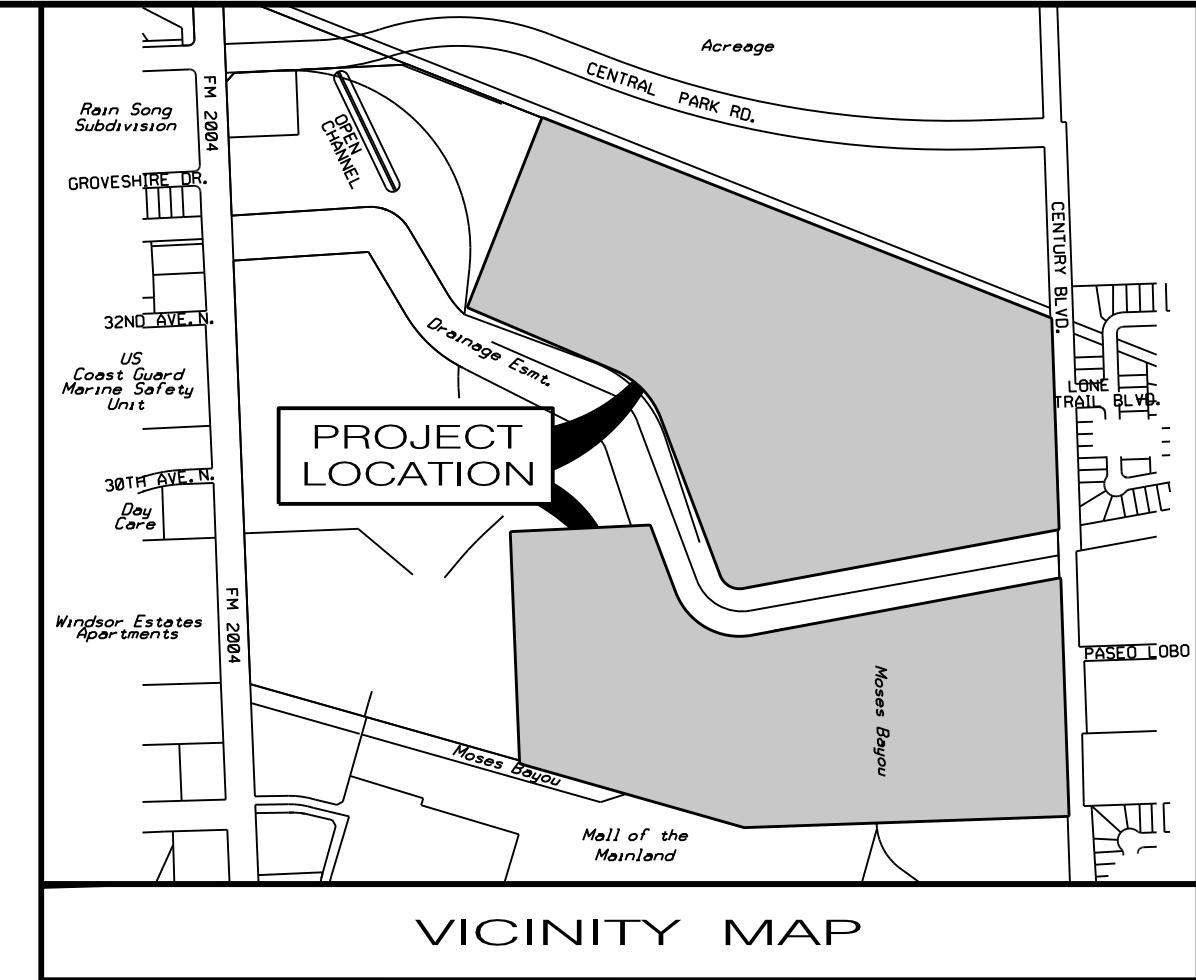 Acreage
CENTRAL PARK RD.
FM 2004
Rain Song
Subdivision
OPEN
CHANNEL
GROVESHIRE DR.
CENTURY BLVD.
32ND AVE. N.
Drainage Esmt.
US
Coast Guard
Marine Safety
Unit
LONE
TRAIL BLVD.
PROJECT
LOCATION
30TH AVE. N.
Day
Care
FM 2004
Windsor Estates
Apartments
PASEO LOBO
Moses Bayou
Moses Bayou
Mall of the
Mainland
VICINITY MAP